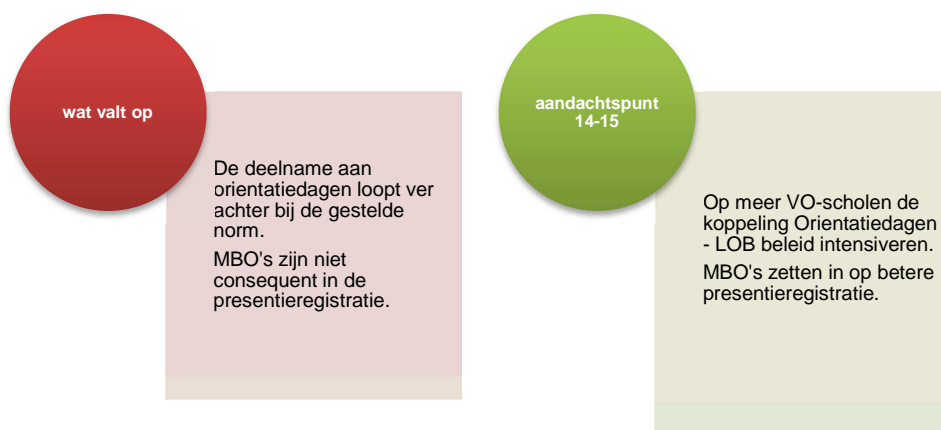 wat valt op
De deelname aan
orientatiedagen loopt ver
achter bij de gestelde
norm.
MBO's zijn niet
consequent in de
presentieregistratie.
aandachtspunt
14-15
Op meer VO-scholen de
koppeling Orientatiedagen
- LOB beleid intensiveren.
MBO's zetten in op betere
presentieregistratie.